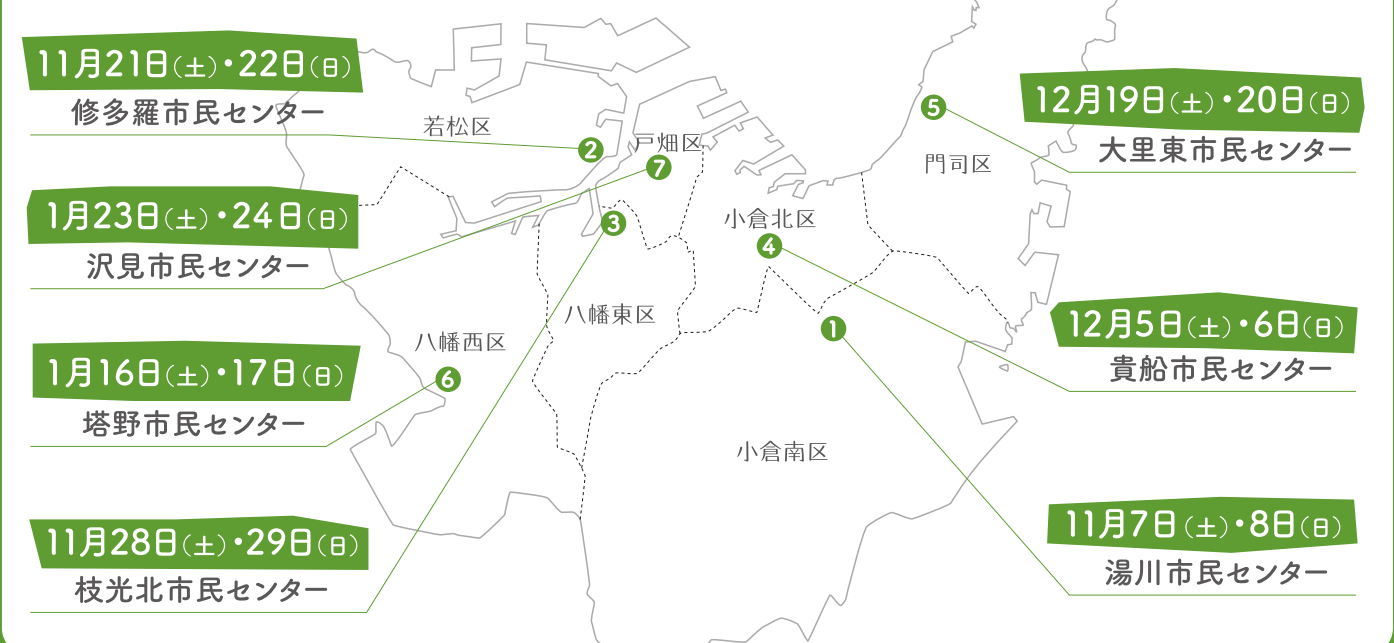 11月21日(土)・22日(日)
修多羅市民センター
1月23日(土)・24日(日)
沢見市民センター
1月16日(土)・17日(日)
塔野市民センター
11月28日(土)・29日(日)
枝光北市民センター
若松区
2
戸畑区
7
3
小倉北区
4
八幡東区
八幡西区
6
1
小倉南区
5
門司区
12月19日(土)・20日(日)
大里東市民センター
12月5日(土)・6日(日)
貴船市民センター
11月7日(土)・8日(日)
湯川市民センター